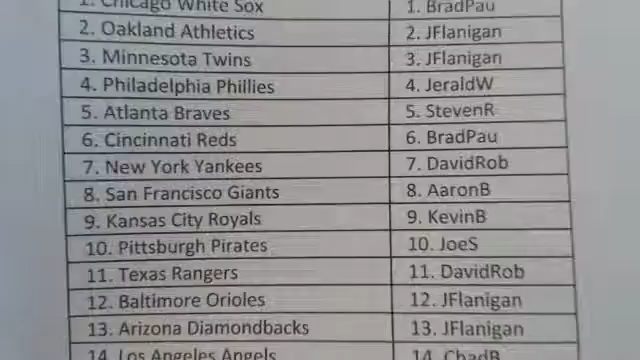 1. Chicago White Sox 1. BradPau
2. Oakland Athletics 2. JFlanigan
3. Minnesota Twins 3. JFlanigan
4. Philadelphia Phillies 4. JeraldW
5. Atlanta Braves 5. StevenR
6. Cincinnati Reds 6. BradPau
7. New York Yankees 7. DavidRob
8. San Francisco Giants 8. AaronB
9. Kansas City Royals 9. KevinB
10. Pittsburgh Pirates 10. JoeS
11. Texas Rangers 11. DavidRob
12. Baltimore Orioles 12. JFlanigan
13. Arizona Diamondbacks 13. JFlanigan
14. Los Angeles Angels 14. ChadB